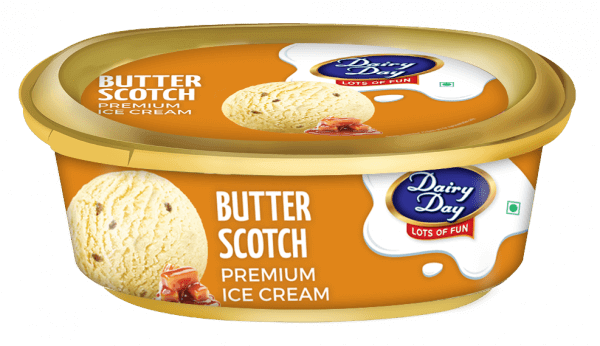 BUTTER
SCOTCH
PREMIUM
ICE CREAM
Dairy
Day
LOTS OF FUN
BUTTER
SCOTCH
PREMIUM
ICE CREAM
Dairy
Day
LOTS OF FUN